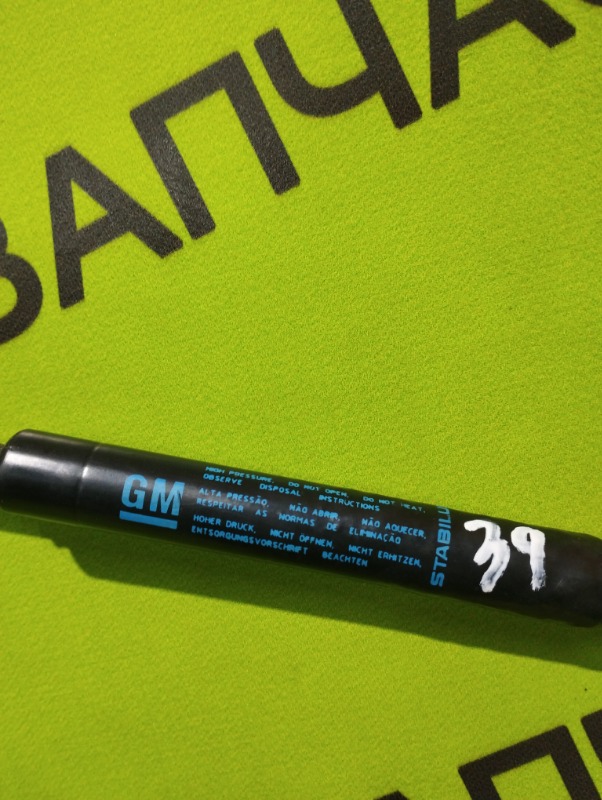 ЗАПЧА
GM
HIGH PRESSURE, DO NOT OPEN, DO NOT HEAT,
OBSERVE DISPOSAL INSTRUCTIONS
ALTA PRESSÃO, NÃO ABRIR, NÃO AQUECER,
RESPEITAR AS NORMAS DE ELIMINAÇÃO
HOHER DRUCK, NICHT ÖFFNEN, NICHT ERHITZEN,
ENTSORGUNGSVORSCHRIFT BEACHTEN
STABILU
39